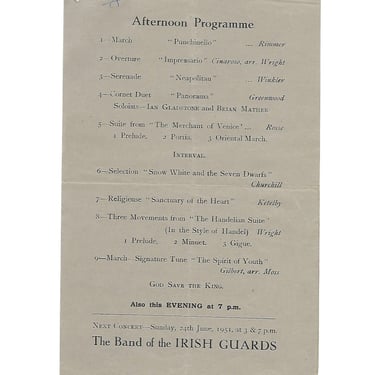 Afternoon Programme
1—March "Punchinello" ... Rimmer
2—Overture "Impresario" Cimarosa, arr. Wright
3—Serenade "Neapolitan" ... Winkler
4—Cornet Duet "Panorama" Greenwood
Soloists—IAN GLADSTONE and BRIAN MATHER
5—Suite from "The Merchant of Venice" ... Rosse
1 Prelude. 2 Portia. 3 Oriental March.
INTERVAL.
6—Selection "Snow White and the Seven Dwarfs"
Churchill
7—Religieuse "Sanctuary of the Heart" Ketelby
8—Three Movements from "The Handelian Suite"
(In the Style of Handel) Wright
1 Prelude. 2 Minuet. 3 Gigue.
9—March—Signature Tune "The Spirit of Youth"
Gilbert, arr. Moss
GOD SAVE THE KING.
Also this EVENING at 7 p.m.
NEXT CONCERT—Sunday, 24th June, 1951, at 3 & 7 p.m.
The Band of the IRISH GUARDS